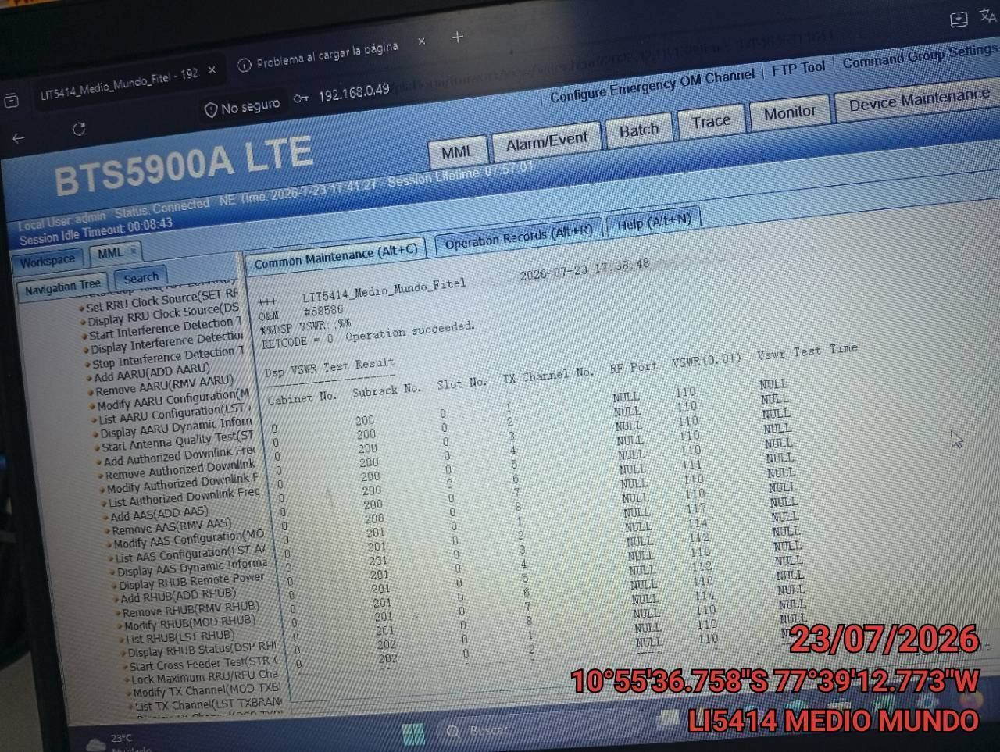 LIT5414_Medio_Mundo_Fitel - 192
Problema al cargar la página
No seguro
192.168.0.49
Configure Emergency OM Channel
FTP Tool
Command Group Settings
BTS5900A LTE
MML
Alarm/Event
Batch
Trace
Monitor
Device Maintenance
Local User: admin Status: Connected NE Time: 2026-7-23 17:41:27 Session Lifetime: 07:57:01
Session Idle Timeout: 00:08:43
Workspace
MML
Navigation Tree
Search
Common Maintenance (Alt+C)
Operation Records (Alt+R)
Help (Alt+N)
Set RRU Clock Source(SET RF
Display RRU Clock Source(DS
Start Interference Detection T
Display Interference Detection
Stop Interference Detection T
Add AARU(ADD AARU)
Remove AARU(RMV AARU)
Modify AARU Configuration(M
List AARU Configuration(LST
Display AARU Dynamic Inform
Start Antenna Quality Test(ST
Add Authorized Downlink Fre
Remove Authorized Downlink
Modify Authorized Downlink F
List Authorized Downlink Frec
Add AAS(ADD AAS)
Remove AAS(RMV AAS)
Modify AAS Configuration(MO
List AAS Configuration(LST A
Display AAS Dynamic Informa
Display RHUB Remote Power
Add RHUB(ADD RHUB)
Remove RHUB(RMV RHUB)
Modify RHUB(MOD RHUB)
List RHUB(LST RHUB)
Display RHUB Status(DSP RH
Start Cross Feeder Test(STR C
Lock Maximum RRU/RFU Cha
Modify TX Channel(MOD TXB
List TX Channel(LST TXBRAN
+++ LIT5414_Medio_Mundo_Fitel 2026-07-23 17:38:48
O&M #58586
%%DSP VSWR: ;%%
RETCODE = 0 Operation succeeded.
Dsp VSWR Test Result
--------------------
Cabinet No. Subrack No. Slot No. TX Channel No. RF Port VSWR(0.01) Vswr Test Time
0 200 0 1 NULL 110 NULL
0 200 0 2 NULL 110 NULL
0 200 0 3 NULL 110 NULL
0 200 0 4 NULL 110 NULL
0 200 0 5 NULL 110 NULL
0 200 0 6 NULL 111 NULL
0 200 0 7 NULL 110 NULL
0 200 0 8 NULL 110 NULL
0 201 0 1 NULL 117 NULL
0 201 0 2 NULL 114 NULL
0 201 0 3 NULL 112 NULL
0 201 0 4 NULL 110 NULL
0 201 0 5 NULL 112 NULL
0 201 0 6 NULL 110 NULL
0 201 0 7 NULL 114 NULL
0 201 0 8 NULL 110 NULL
0 202 0 1 NULL 110 NULL
0 202 0 2 NULL 110
23/07/2026
10°55'36.758"S 77°39'12.773"W
LI5414 MEDIO MUNDO
23°C
Nublado
Buscar